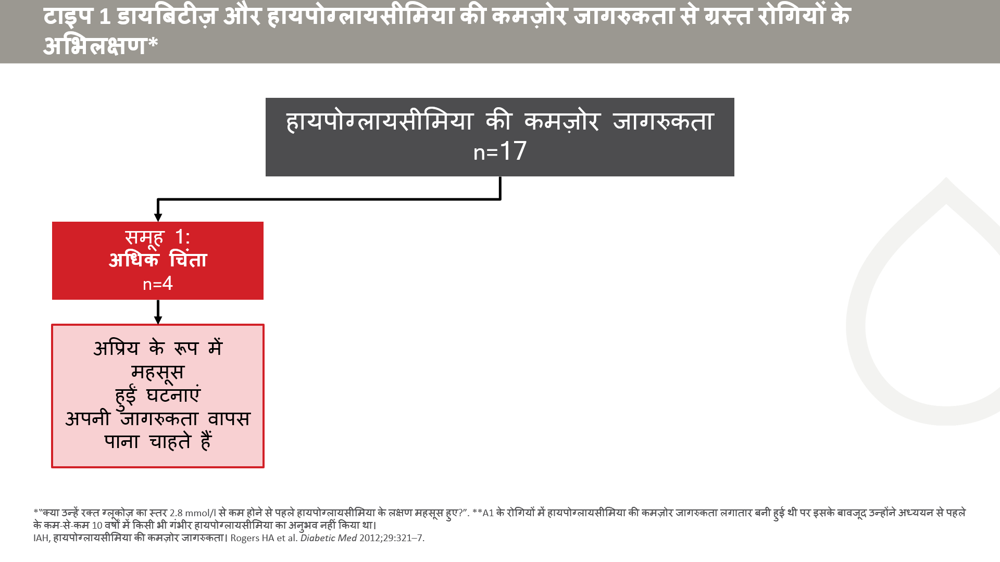 टाइप 1 डायबिटीज़ और हायपोग्लायसीमिया की कमज़ोर जागरुकता से ग्रस्त रोगियों के
अभिलक्षण*
हायपोग्लायसीमिया की कमज़ोर जागरुकता
n=17
समूह 1:
अधिक चिंता
n=4
अप्रिय के रूप में
महसूस
हुईं घटनाएं
अपनी जागरुकता वापस
पाना चाहते हैं
*“क्या उन्हें रक्त ग्लूकोज़ का स्तर 2.8 mmol/l से कम होने से पहले हायपोग्लायसीमिया के लक्षण महसूस हुए?”. **A1 के रोगियों में हायपोग्लायसीमिया की कमज़ोर जागरुकता लगातार बनी हुई थी पर इसके बावजूद उन्होंने अध्ययन से पहले
के कम-से-कम 10 वर्षों में किसी भी गंभीर हायपोग्लायसीमिया का अनुभव नहीं किया था।
IAH, हायपोग्लायसीमिया की कमज़ोर जागरुकता। Rogers HA et al. Diabetic Med 2012;29:321–7.